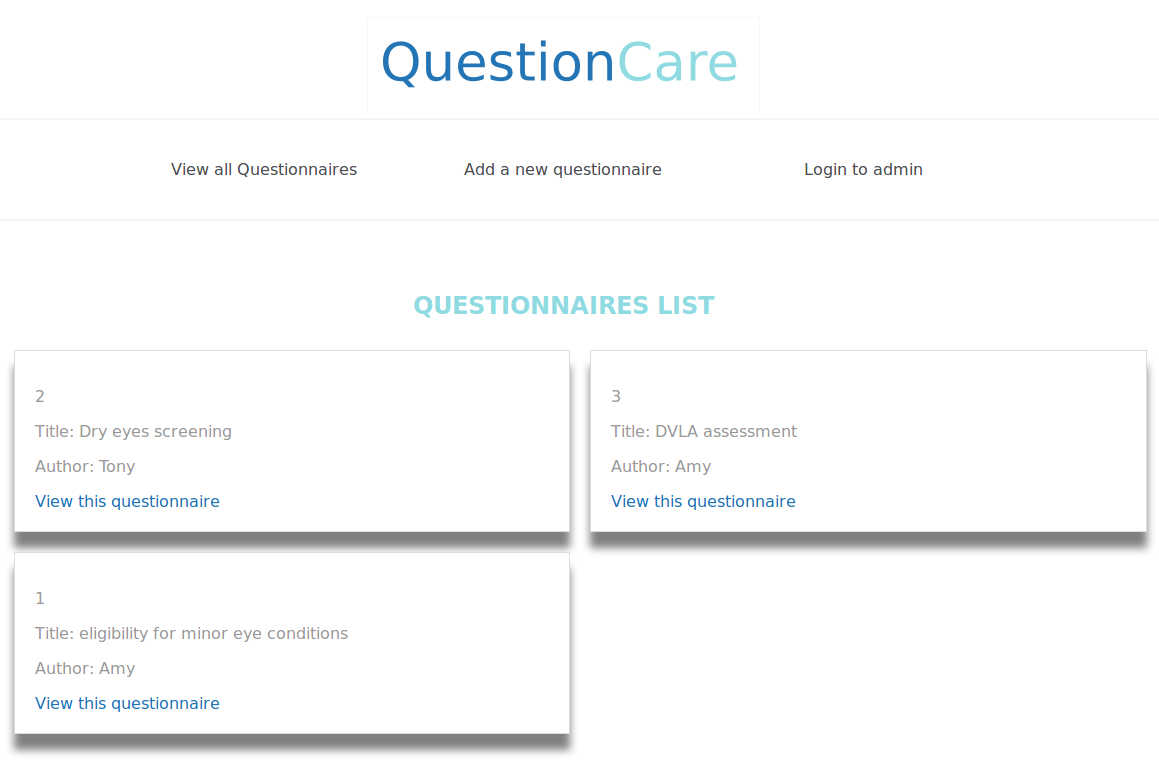 QuestionCare
View all Questionnaires
Add a new questionnaire
Login to admin
QUESTIONNAIRES LIST
2
Title: Dry eyes screening
Author: Tony
View this questionnaire
3
Title: DVLA assessment
Author: Amy
View this questionnaire
1
Title: eligibility for minor eye conditions
Author: Amy
View this questionnaire